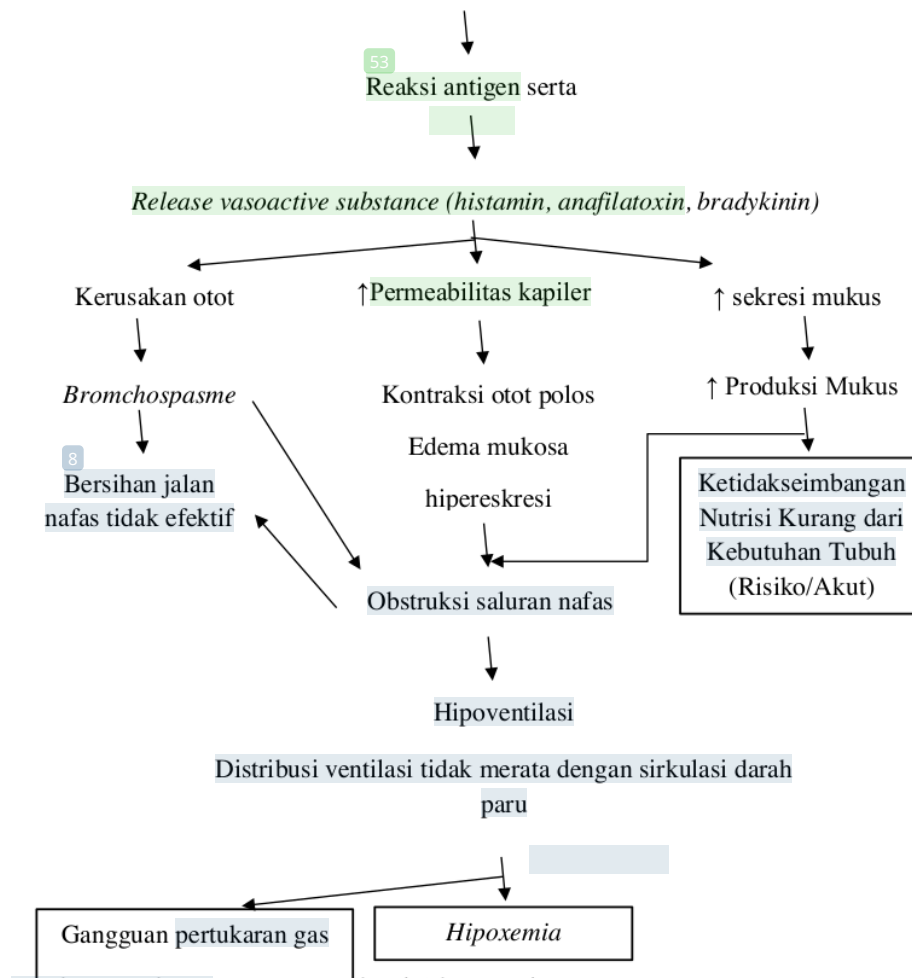 53
Reaksi antigen serta
Release vasoactive substance (histamin, anafilatoxin, bradykinin)
Kerusakan otot
↑Permeabilitas kapiler
↑ sekresi mukus
Bromchospasme
Kontraksi otot polos
↑ Produksi Mukus
Edema mukosa
hipereskresi
8
Bersihan jalan
nafas tidak efektif
Ketidakseimbangan
Nutrisi Kurang dari
Kebutuhan Tubuh
(Risiko/Akut)
Obstruksi saluran nafas
Hipoventilasi
Distribusi ventilasi tidak merata dengan sirkulasi darah
paru
Gangguan pertukaran gas
Hipoxemia